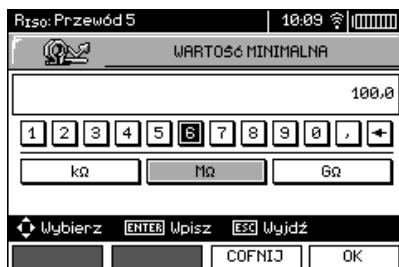 RISO: Przewód 5 10:09
WARTOŚĆ MINIMALNA
100,0
1 2 3 4 5 6 7 8 9 0 , ←
kΩ MΩ GΩ
Wybierz ENTER Wpisz ESC Wyjdź
COFNIJ OK